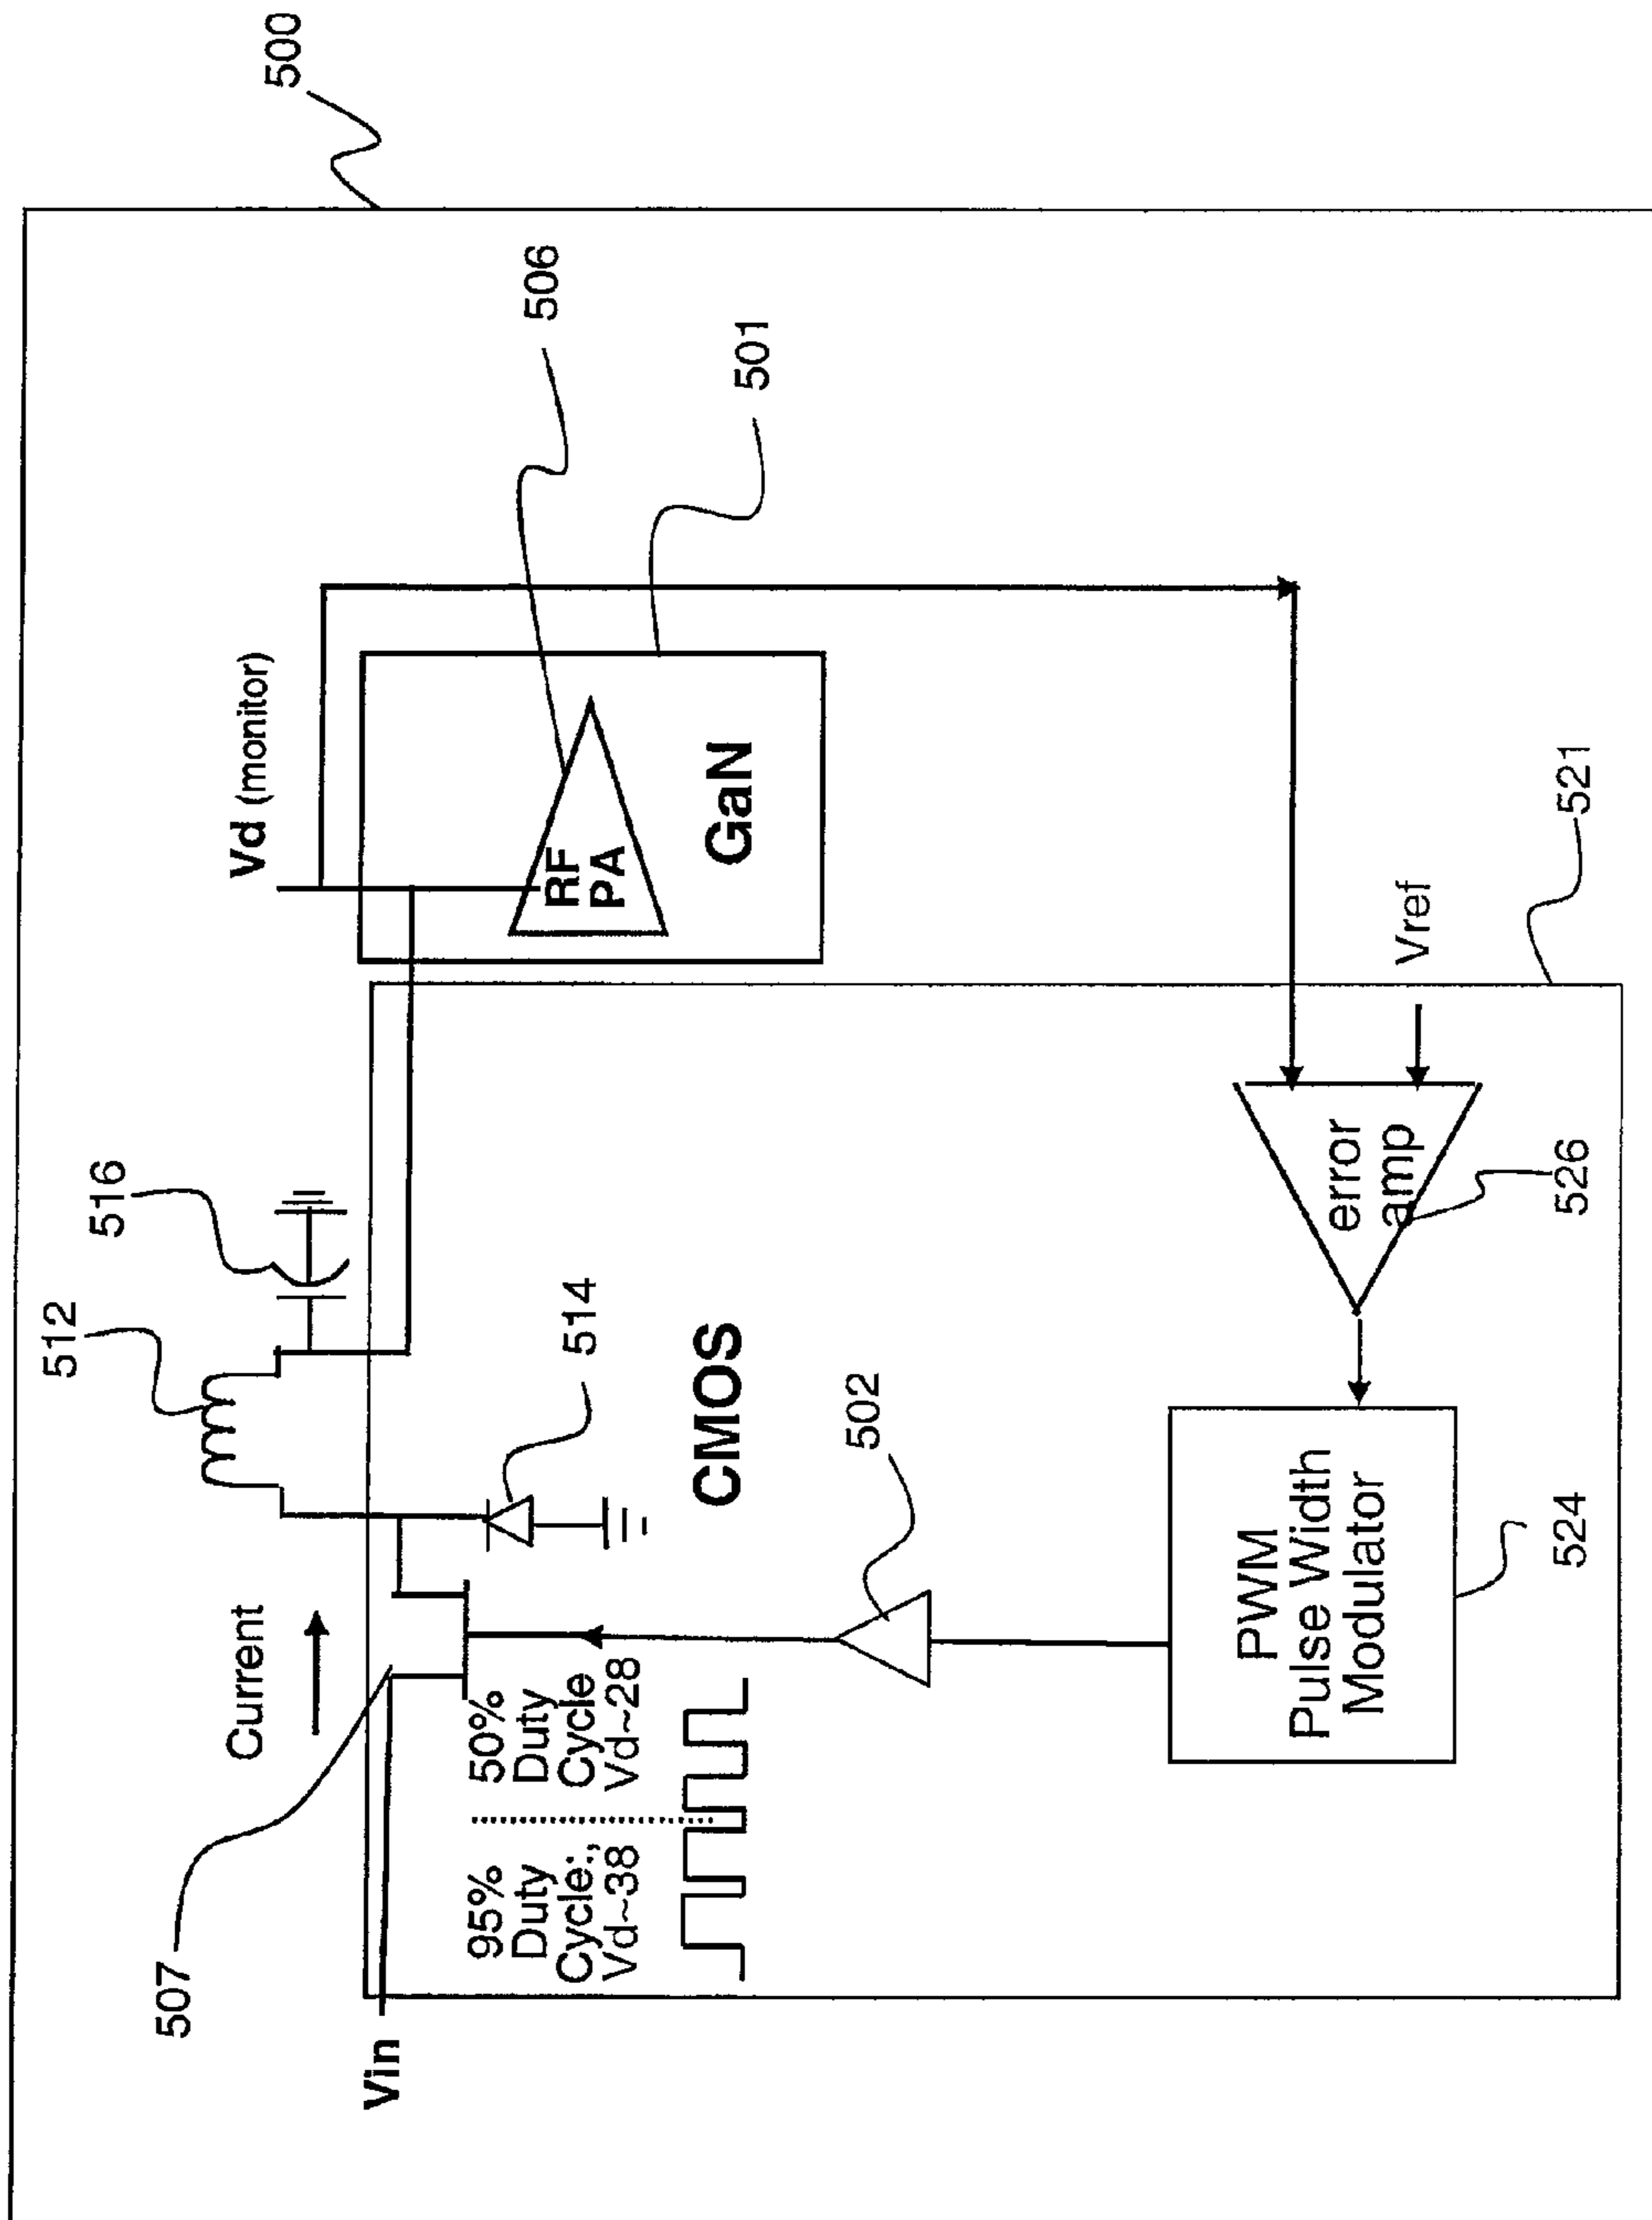 500
516
512
Current
507
Vin
Vd (monitor)
506
501
RF
PA
GaN
95%
Duty
Cycle:,
Vd~38
50%
Duty
Cycle
Vd~28
514
CMOS
502
PWM
Pulse Width
Modulator
524
error
amp
526
Vref
521